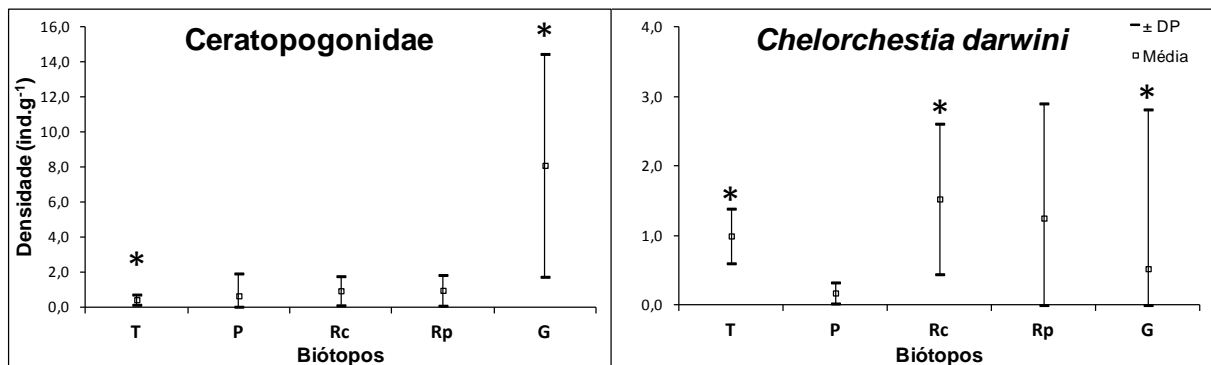 Ceratopogonidae
Densidade (ind.g⁻¹)
16,0
14,0
12,0
10,0
8,0
6,0
4,0
2,0
0,0
*
*
T P Rc Rp G
Biótopos
Chelorchestia darwini
± DP
Média
4,0
3,0
2,0
1,0
0,0
*
*
*
T P Rc Rp G
Biótopos